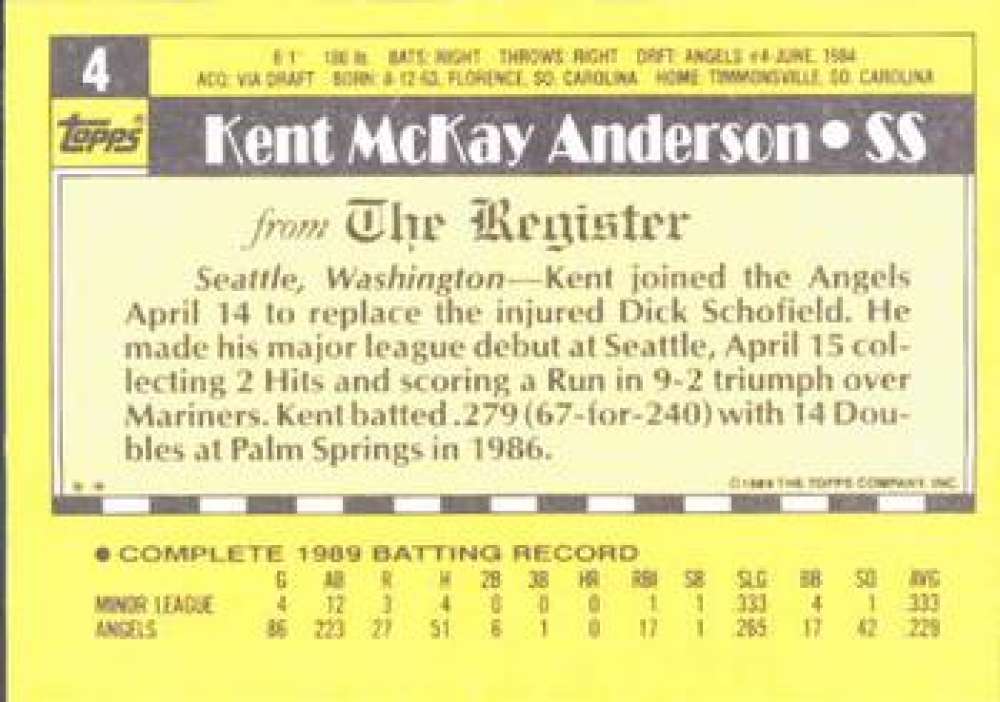 4
6'1" 180 lb. BATS: RIGHT THROWS: RIGHT DRFT: ANGELS #4-JUNE, 1984
ACQ: VIA DRAFT BORN: 8-12-63, FLORENCE, SO. CAROLINA HOME: TIMMONSVILLE, SO. CAROLINA
topps®
Kent McKay Anderson • SS
from The Register
Seattle, Washington—Kent joined the Angels
April 14 to replace the injured Dick Schofield. He
made his major league debut at Seattle, April 15 col-
lecting 2 Hits and scoring a Run in 9-2 triumph over
Mariners. Kent batted .279 (67-for-240) with 14 Dou-
bles at Palm Springs in 1986.
** ©1989 THE TOPPS COMPANY, INC.
● COMPLETE 1989 BATTING RECORD
G AB R H 2B 3B HR RBI SB SLG BB SO AVG
MINOR LEAGUE 4 12 3 4 0 0 0 1 1 .333 4 1 .333
ANGELS 86 223 27 51 6 1 0 17 1 .265 17 42 .229